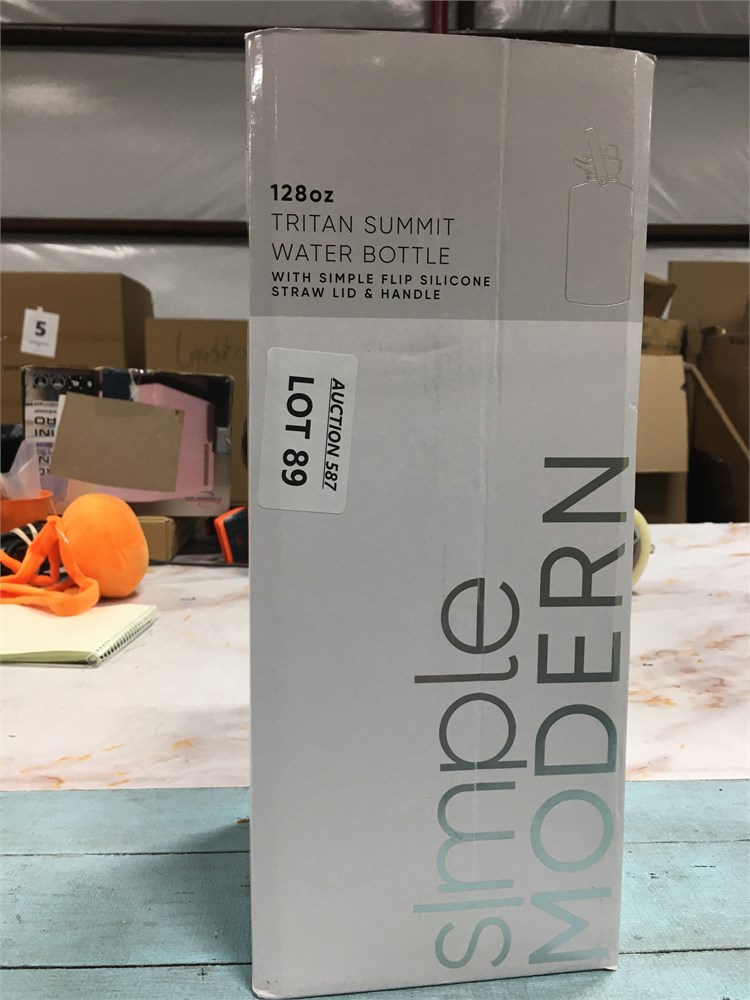 128oz
TRITAN SUMMIT
WATER BOTTLE
WITH SIMPLE FLIP SILICONE
STRAW LID & HANDLE
AUCTION 587
LOT 89
simple
MODERN
5